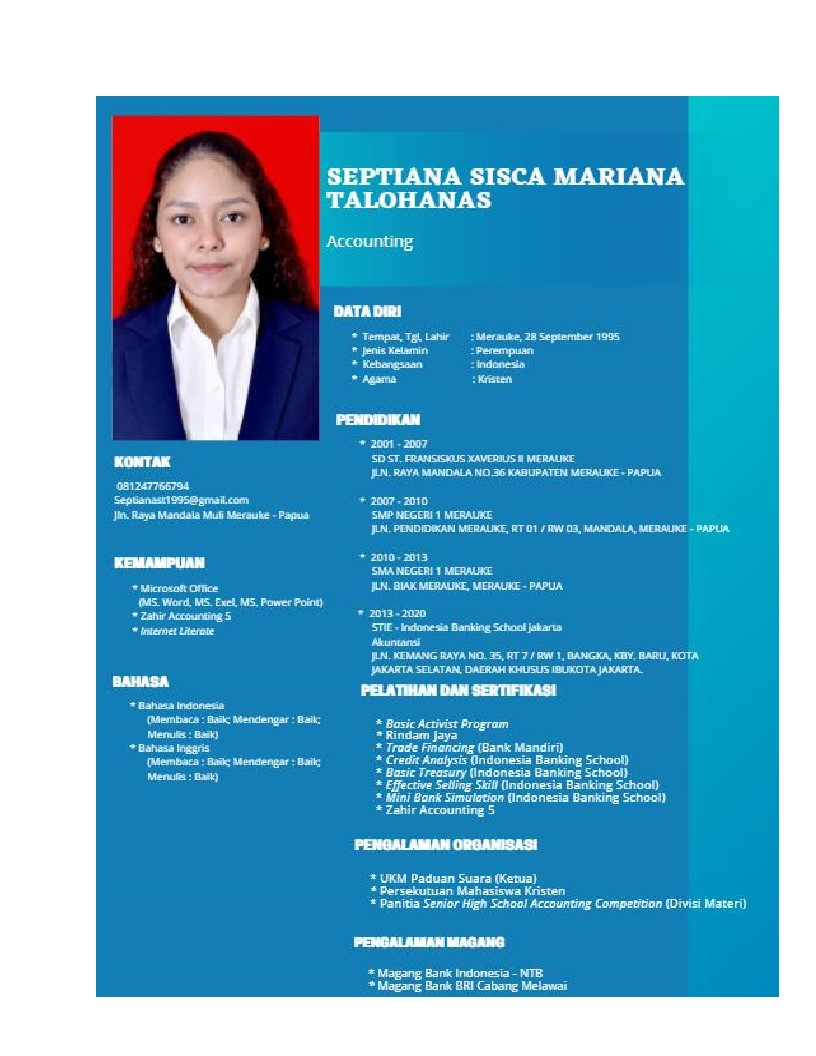 SEPTIANA SISCA MARIANA
TALOHANAS
Accounting
DATA DIRI
* Tempat, Tgl, Lahir : Merauke, 28 September 1995
* Jenis Kelamin : Perempuan
* Kebangsaan : Indonesia
* Agama : Kristen
PENDIDIKAN
* 2001 - 2007
SD ST. FRANSISKUS XAVERIUS II MERAUKE
JLN. RAYA MANDALA NO.36 KABUPATEN MERAUKE - PAPUA
* 2007 - 2010
SMP NEGERI 1 MERAUKE
JLN. PENDIDIKAN MERAUKE, RT 01 / RW 03, MANDALA, MERAUKE - PAPUA
* 2010 - 2013
SMA NEGERI 1 MERAUKE
JLN. BIAK MERAUKE, MERAUKE - PAPUA
* 2013 - 2020
STIE - Indonesia Banking School jakarta
Akuntansi
JLN. KEMANG RAYA NO. 35, RT 7 / RW 1, BANGKA, KBY, BARU, KOTA
JAKARTA SELATAN, DAERAH KHUSUS IBUKOTA JAKARTA.
KONTAK
081247766794
Septianast1995@gmail.com
Jln. Raya Mandala Muli Merauke - Papua
KEMAMPUAN
* Microsoft Office
(MS. Word, MS. Exel, MS. Power Point)
* Zahir Accounting 5
* Internet Literate
BAHASA
* Bahasa Indonesia
(Membaca : Baik; Mendengar : Baik;
Menulis : Baik)
* Bahasa Inggris
(Membaca : Baik; Mendengar : Baik;
Menulis : Baik)
PELATIHAN DAN SERTIFIKASI
* Basic Activist Program
* Rindam Jaya
* Trade Financing (Bank Mandiri)
* Credit Analysis (Indonesia Banking School)
* Basic Treasury (Indonesia Banking School)
* Effective Selling Skill (Indonesia Banking School)
* Mini Bank Simulation (Indonesia Banking School)
* Zahir Accounting 5
PENGALAMAN ORGANISASI
* UKM Paduan Suara (Ketua)
* Persekutuan Mahasiswa Kristen
* Panitia Senior High School Accounting Competition (Divisi Materi)
PENGALAMAN MAGANG
* Magang Bank Indonesia - NTB
* Magang Bank BRI Cabang Melawai